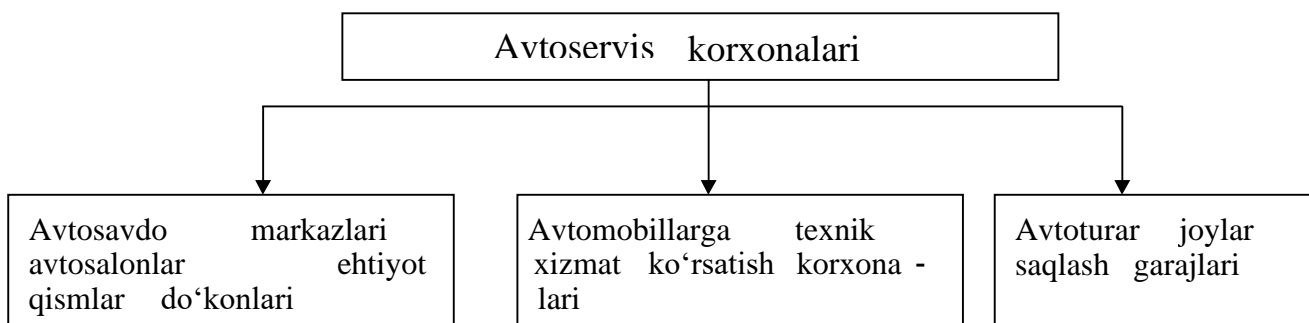 Avtoservis korxonalari
Avtosavdo markazlari
avtosalonlar ehtiyot
qismlar do‘konlari
Avtomobillarga texnik
xizmat ko‘rsatish korxona -
lari
Avtoturar joylar
saqlash garajlari